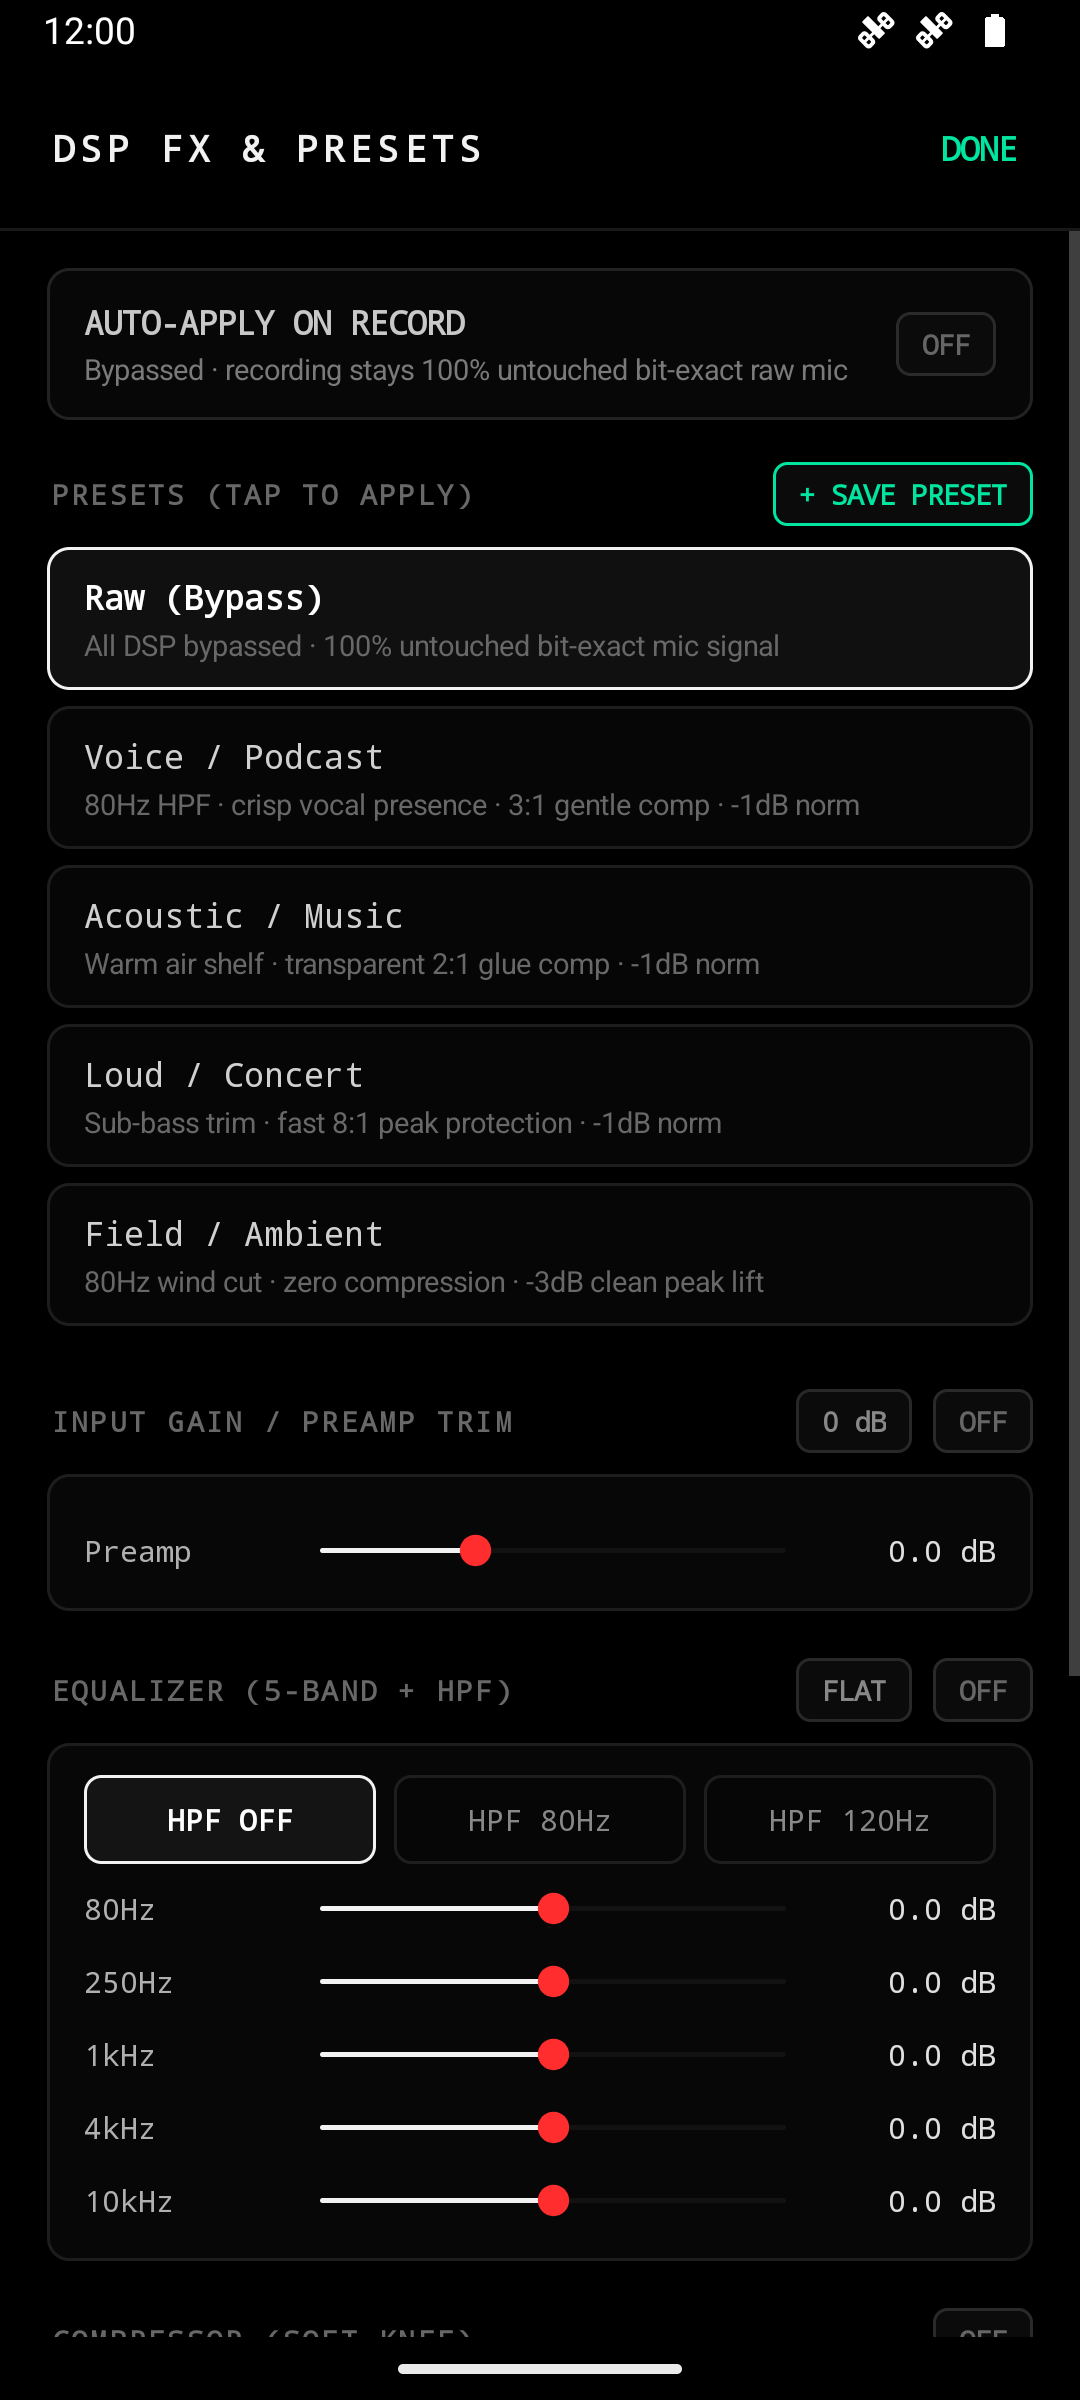 12:00
DSP FX & PRESETS
DONE
AUTO-APPLY ON RECORD
Bypassed · recording stays 100% untouched bit-exact raw mic
OFF
PRESETS (TAP TO APPLY)
+ SAVE PRESET
Raw (Bypass)
All DSP bypassed · 100% untouched bit-exact mic signal
Voice / Podcast
80Hz HPF · crisp vocal presence · 3:1 gentle comp · -1dB norm
Acoustic / Music
Warm air shelf · transparent 2:1 glue comp · -1dB norm
Loud / Concert
Sub-bass trim · fast 8:1 peak protection · -1dB norm
Field / Ambient
80Hz wind cut · zero compression · -3dB clean peak lift
INPUT GAIN / PREAMP TRIM
0 dB
OFF
Preamp
0.0 dB
EQUALIZER (5-BAND + HPF)
FLAT
OFF
HPF OFF
HPF 80Hz
HPF 120Hz
80Hz
0.0 dB
250Hz
0.0 dB
1kHz
0.0 dB
4kHz
0.0 dB
10kHz
0.0 dB
COMPRESSOR (SOFT KNEE)
OFF